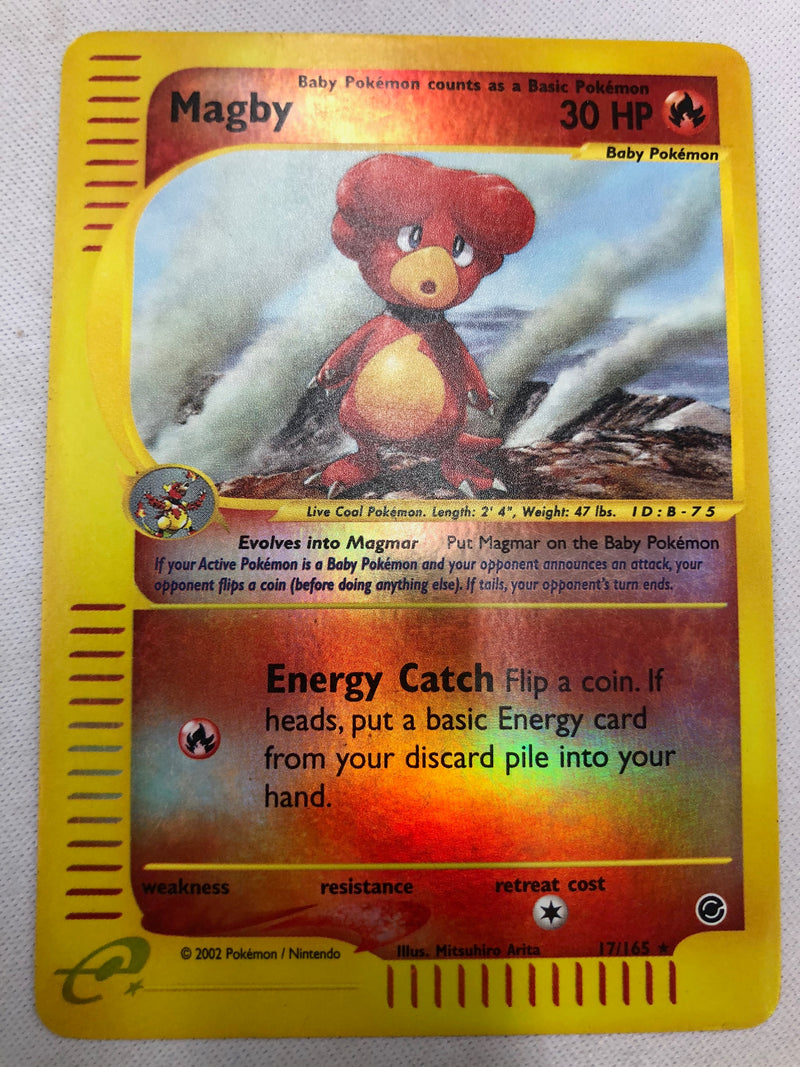 Baby Pokémon counts as a Basic Pokémon
Magby 30 HP
Baby Pokémon
Live Coal Pokémon. Length: 2' 4", Weight: 47 lbs. ID:B-75
Evolves into Magmar Put Magmar on the Baby Pokémon
If your Active Pokémon is a Baby Pokémon and your opponent announces an attack, your
opponent flips a coin (before doing anything else). If tails, your opponent's turn ends.
Energy Catch Flip a coin. If
heads, put a basic Energy card
from your discard pile into your
hand.
weakness resistance retreat cost
© 2002 Pokémon / Nintendo Illus. Mitsuhiro Arita 17/165 ★
e